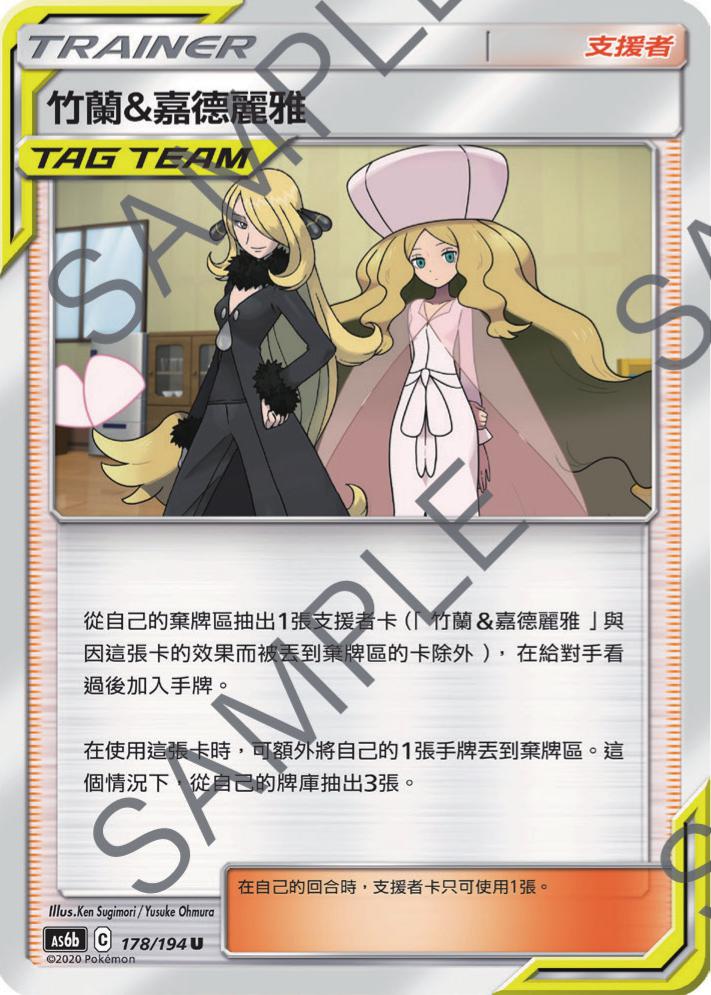 TRAINER
支援者
竹蘭&嘉德麗雅
TAG TEAM
從自己的棄牌區抽出1張支援者卡(「竹蘭&嘉德麗雅」與
因這張卡的效果而被丟到棄牌區的卡除外),在給對手看
過後加入手牌。
在使用這張卡時,可額外將自己的1張手牌丟到棄牌區。這
個情況下,從自己的牌庫抽出3張。
在自己的回合時,支援者卡只可使用1張。
Illus.Ken Sugimori / Yusuke Ohmura
AS6b C 178/194 U
©2020 Pokémon
SAMPLE
SAMPLE
SA
S